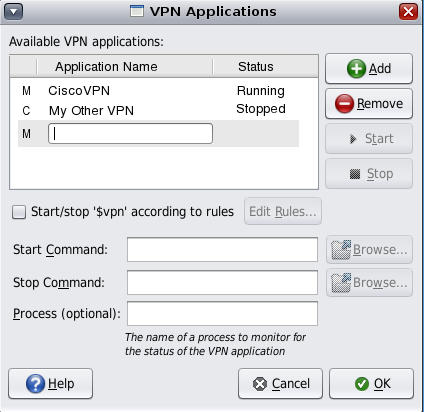 VPN Applications
Available VPN applications:
Application Name Status
M CiscoVPN Running
C My Other VPN Stopped
M
Add
Remove
Start
Stop
Start/stop '$vpn' according to rules Edit Rules...
Start Command: Browse...
Stop Command: Browse...
Process (optional):
The name of a process to monitor for
the status of the VPN application
Help Cancel OK